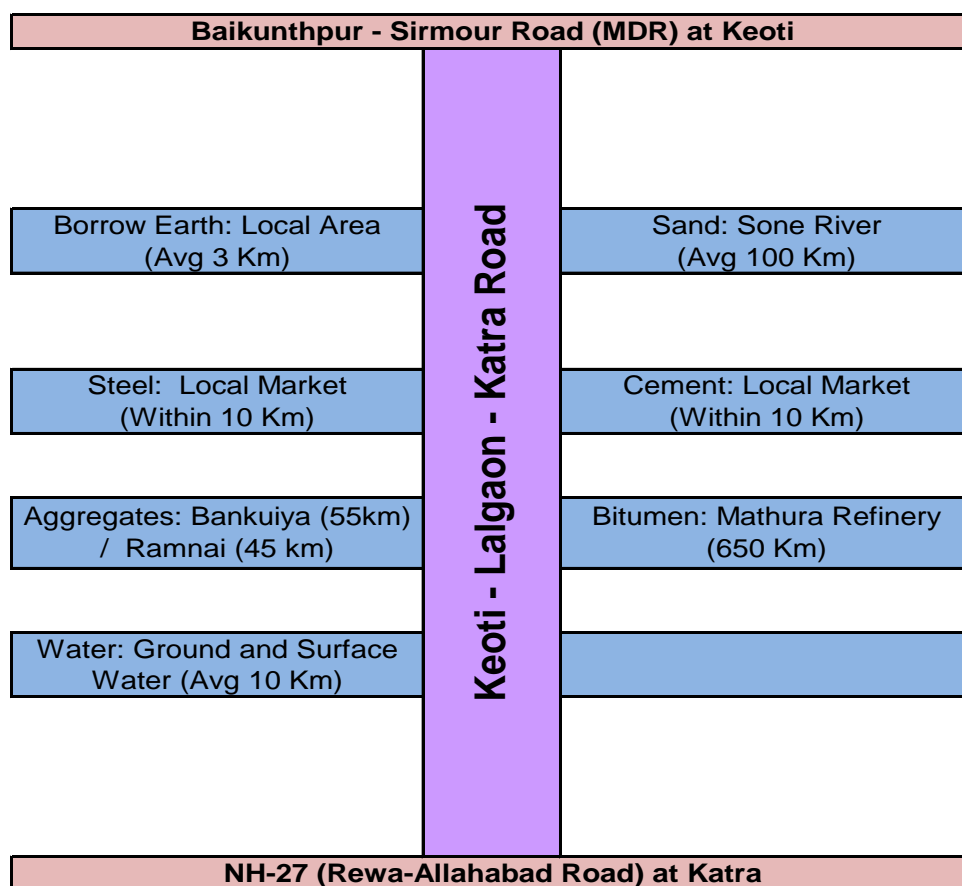 Baikunthpur - Sirmour Road (MDR) at Keoti
Keoti - Lalgaon - Katra Road
Borrow Earth: Local Area
(Avg 3 Km)
Sand: Sone River
(Avg 100 Km)
Steel: Local Market
(Within 10 Km)
Cement: Local Market
(Within 10 Km)
Aggregates: Bankuiya (55km)
/ Ramnai (45 km)
Bitumen: Mathura Refinery
(650 Km)
Water: Ground and Surface
Water (Avg 10 Km)
NH-27 (Rewa-Allahabad Road) at Katra